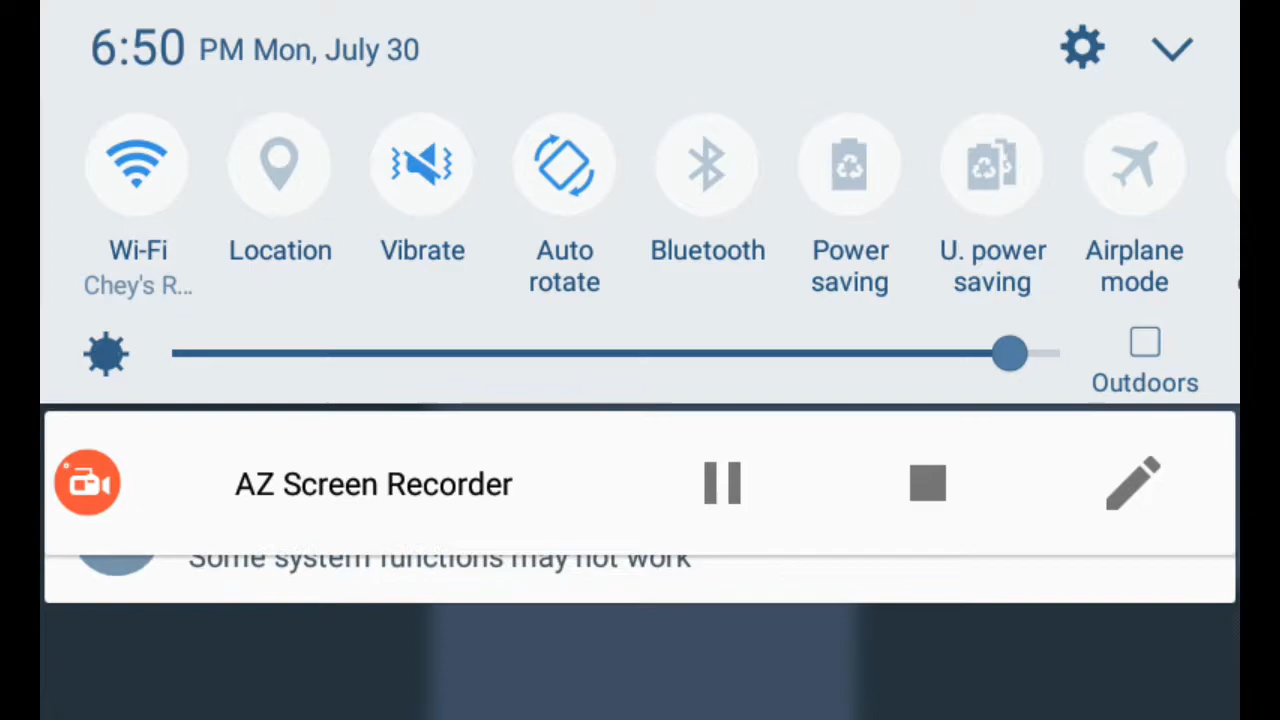 6:50 PM Mon, July 30
Wi-Fi
Chey's R...
Location
Vibrate
Auto
rotate
Bluetooth
Power
saving
U. power
saving
Airplane
mode
Outdoors
AZ Screen Recorder
Some system functions may not work